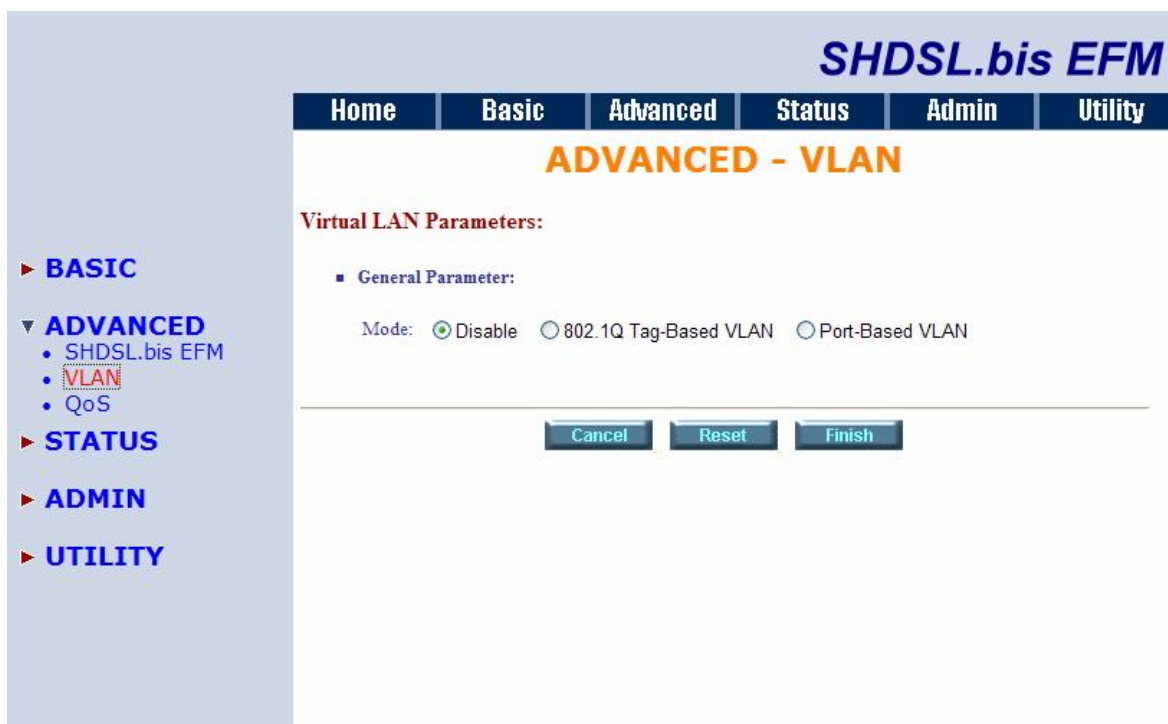 SHDSL.bis EFM
Home Basic Advanced Status Admin Utility
ADVANCED - VLAN
Virtual LAN Parameters:
General Parameter:
Mode: Disable 802.1Q Tag-Based VLAN Port-Based VLAN
Cancel Reset Finish
BASIC
ADVANCED
SHDSL.bis EFM
VLAN
QoS
STATUS
ADMIN
UTILITY